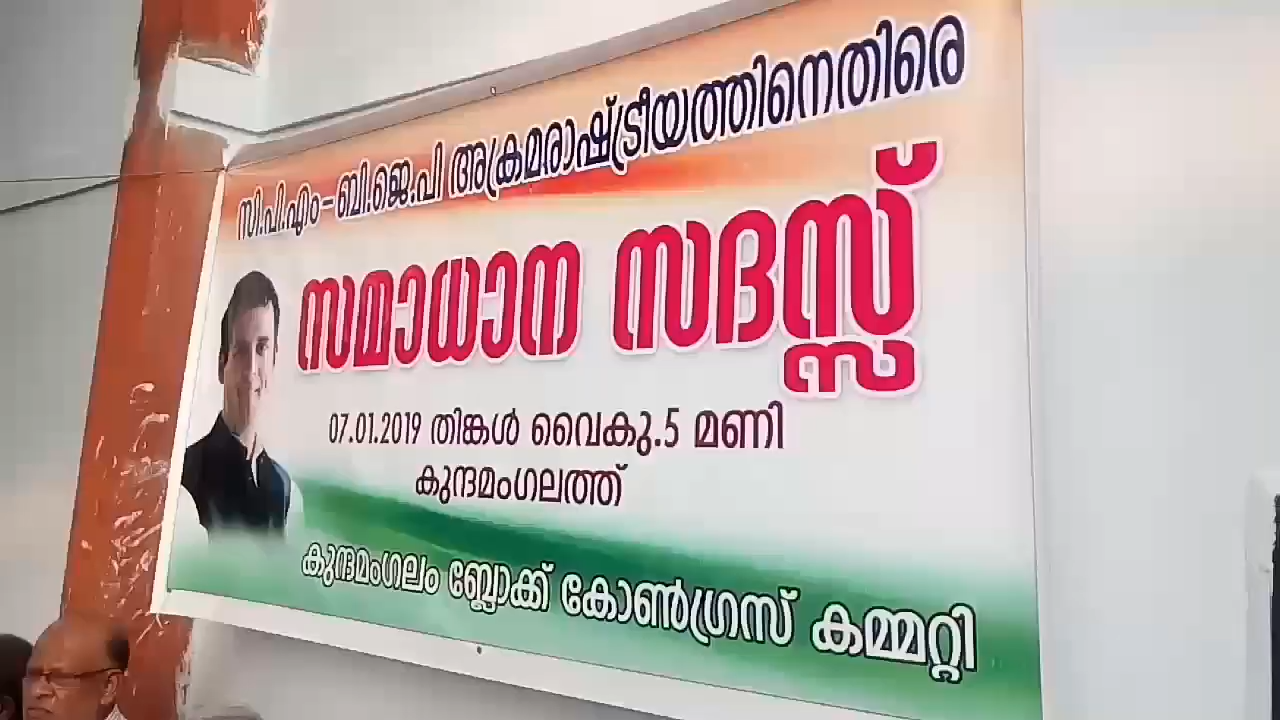 സി.പി.എം-ബി.ജെ.പി അക്രമരാഷ്ട്രീയത്തിനെതിരെ
സമാധാന സദസ്സ്
07.01.2019 തിങ്കൾ വൈകു.5 മണി
കുന്ദമംഗലത്ത്
കുന്ദമംഗലം ബ്ലോക്ക് കോൺഗ്രസ് കമ്മറ്റി